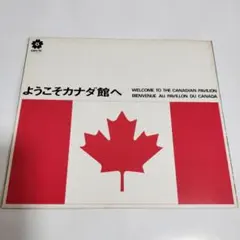 ようこそカナダ館へ
WELCOME TO THE CANADIAN PAVILION
BIENVENUE AU PAVILLON DU CANADA